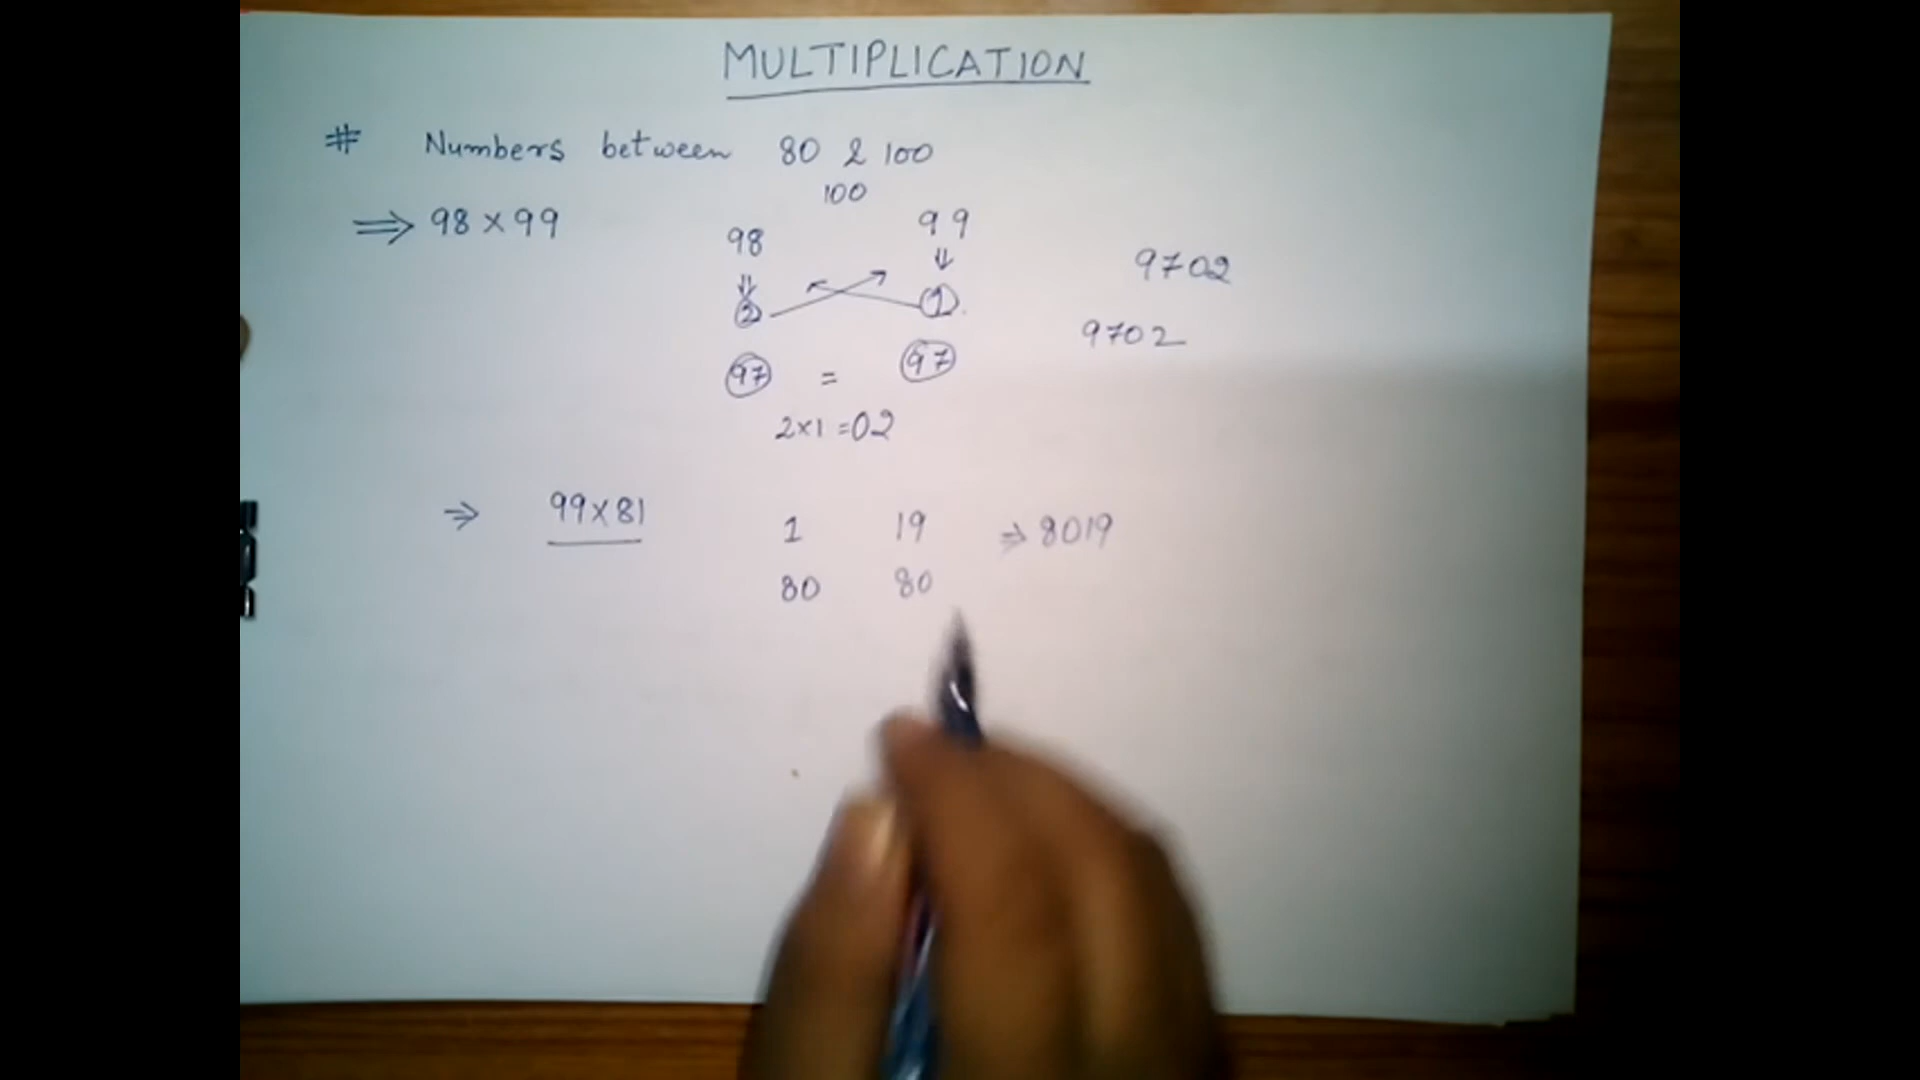 MULTIPLICATION
# Numbers between 80 & 100
100
⇒ 98 × 99
98 99
⇓ ⇓
2 1
9702
9702
97 = 97
2×1 = 02
⇒ 99×81 1 19 ⇒ 8019
80 80